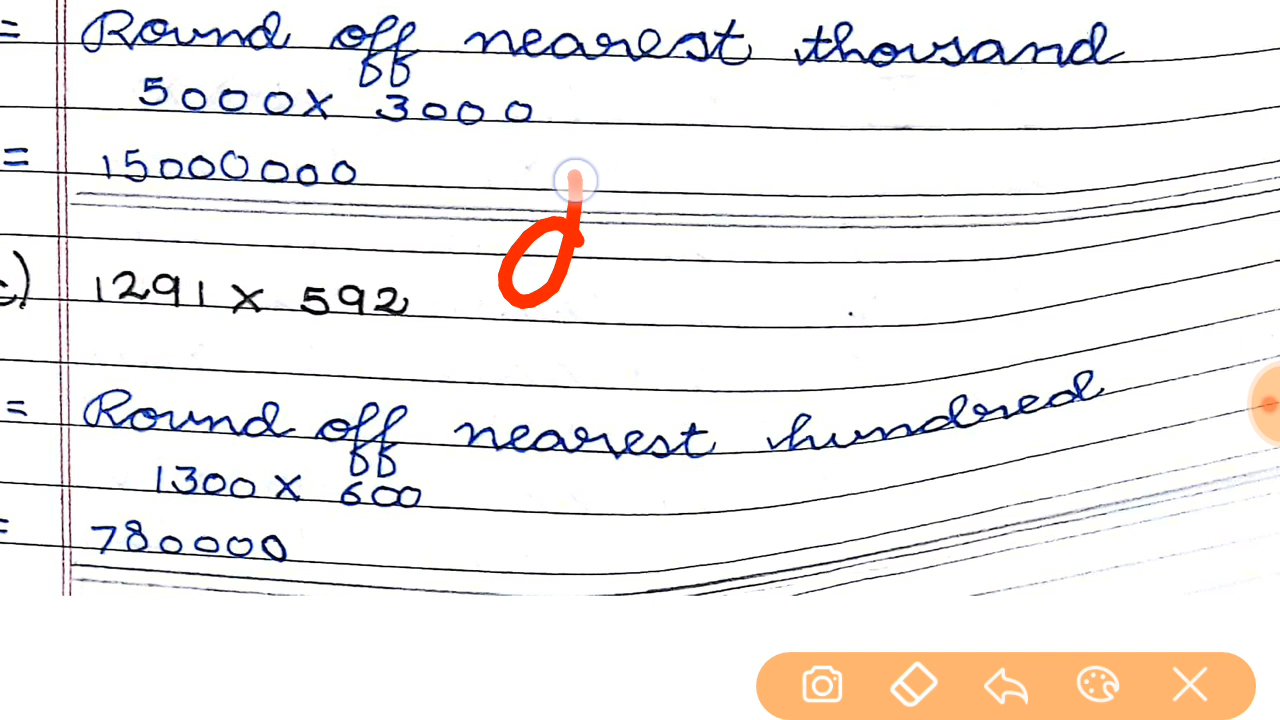 = Round off nearest thousand
5000 × 3000
= 15000000
c) 1291 × 592
= Round off nearest hundred
1300 × 600
= 780000